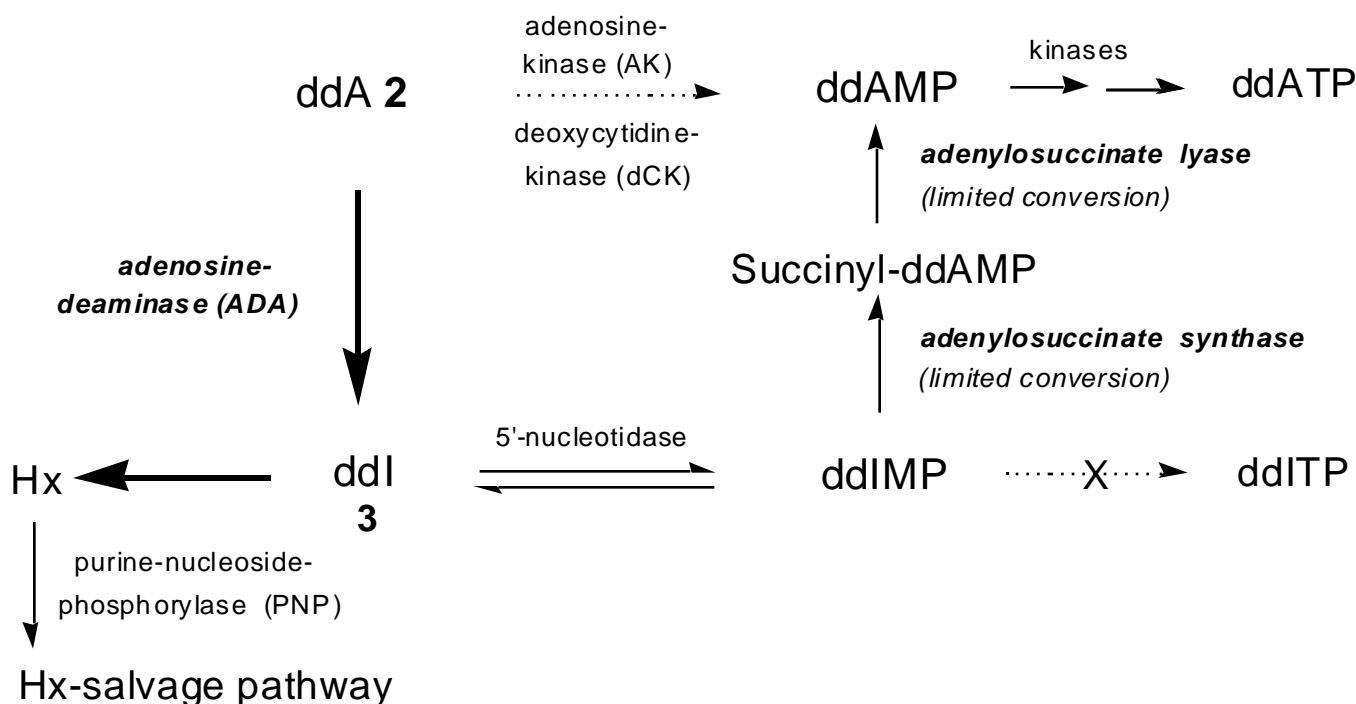 adenosine-
kinase (AK)
deoxycytidine-
kinase (dCK)
ddA 2
ddAMP
kinases
ddATP
adenylosuccinate lyase
(limited conversion)
Succinyl-ddAMP
adenosine-
deaminase (ADA)
adenylosuccinate synthase
(limited conversion)
5'-nucleotidase
Hx
ddI
3
ddIMP
X
ddITP
purine-nucleoside-
phosphorylase (PNP)
Hx-salvage pathway